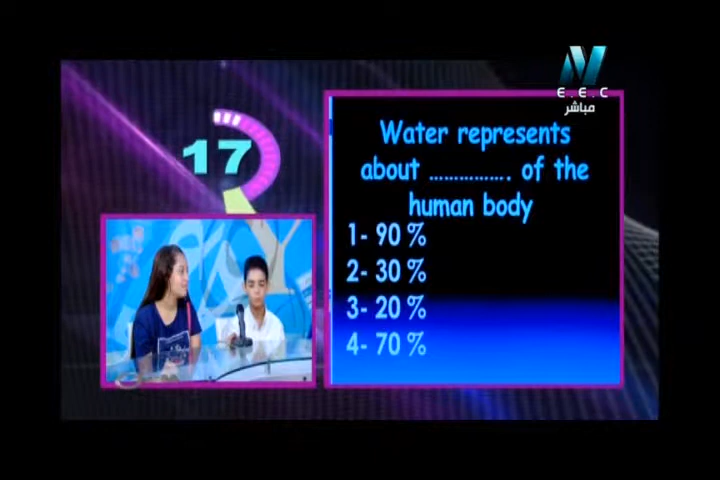 E.E.C
مباشر
17
Water represents
about ............... of the
human body
1- 90 %
2- 30 %
3- 20 %
4- 70 %